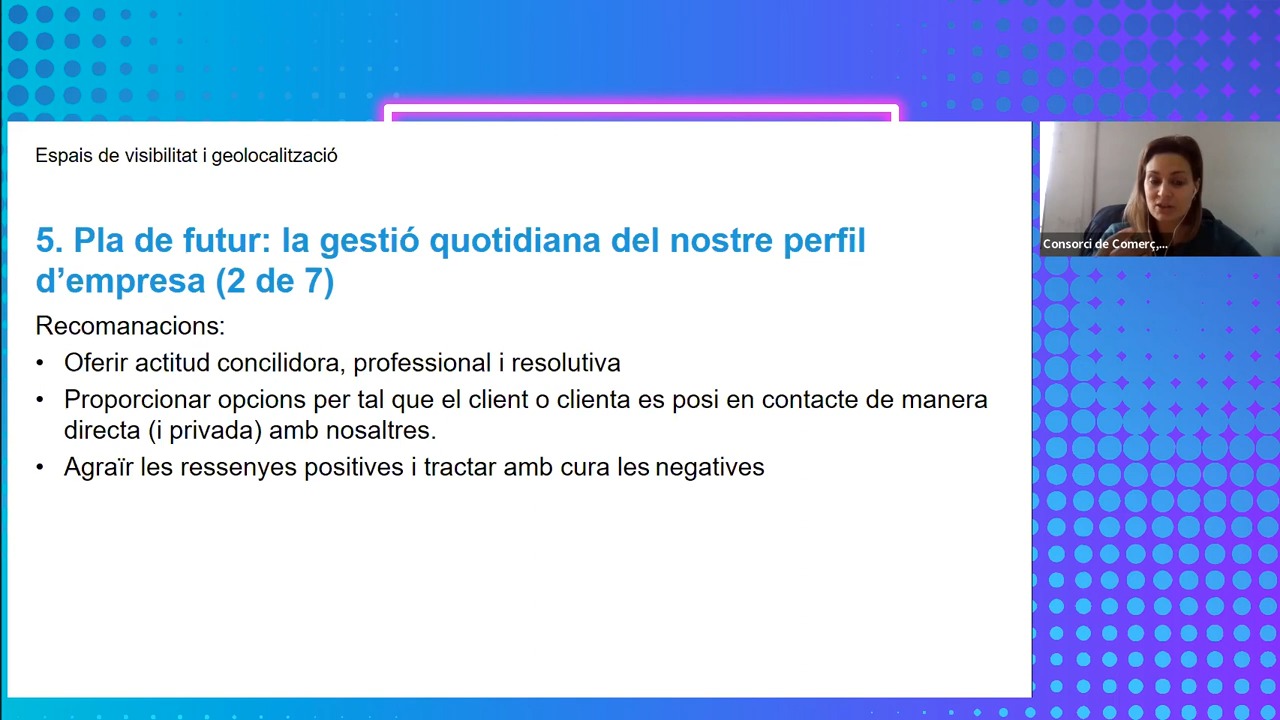 Espais de visibilitat i geolocalització
5. Pla de futur: la gestió quotidiana del nostre perfil
d’empresa (2 de 7)
Recomanacions:
• Oferir actitud concilidora, professional i resolutiva
• Proporcionar opcions per tal que el client o clienta es posi en contacte de manera
directa (i privada) amb nosaltres.
• Agraïr les ressenyes positives i tractar amb cura les negatives
Consorci de Comerç,...